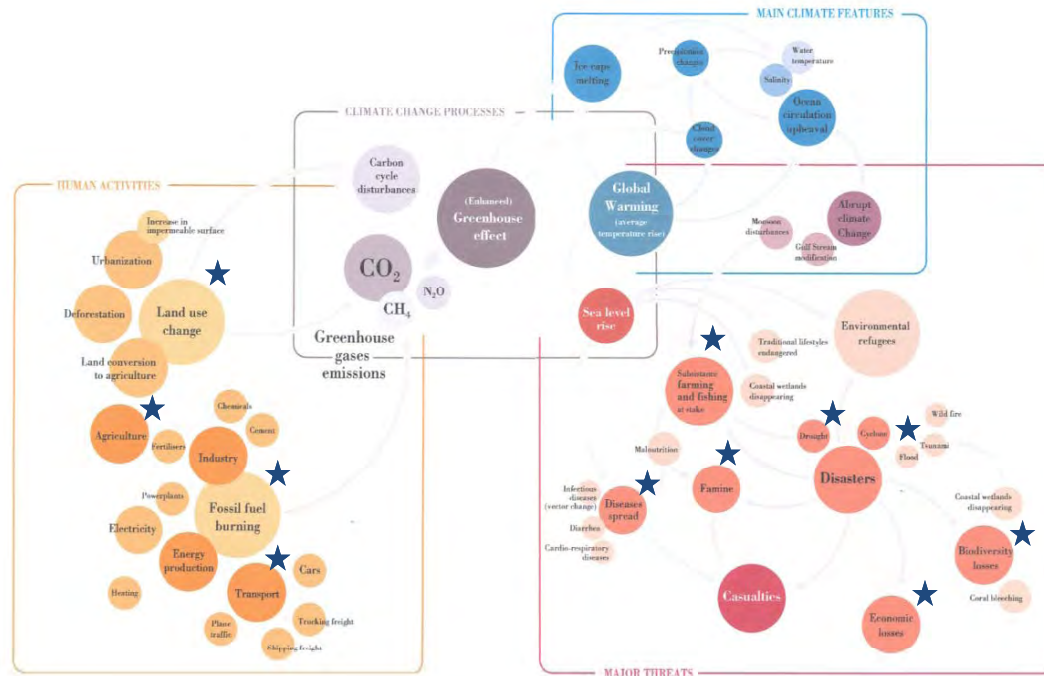 MAIN CLIMATE FEATURES
Ice caps
melting
Precipitation
changes
Water
temperature
Salinity
Ocean
circulation
upheaval
Cloud
cover
changes
CLIMATE CHANGE PROCESSES
Carbon
cycle
disturbances
(Enhanced)
Greenhouse
effect
Global
Warming
(average
temperature rise)
Monsoon
disturbances
Abrupt
climate
Change
Gulf Stream
modification
CO₂
N₂O
CH₄
Greenhouse
gases
emissions
HUMAN ACTIVITIES
Increase in
impermeable surface
Urbanization
Deforestation
Land use
change
Land conversion
to agriculture
Agriculture
Fertilisers
Chemicals
Cement
Industry
Powerplants
Electricity
Fossil fuel
burning
Energy
production
Heating
Transport
Cars
Plane
traffic
Trucking freight
Shipping freight
Sea level
rise
Environmental
refugees
Traditional lifestyles
endangered
Subsistance
farming
and fishing
at stake
Coastal wetlands
disappearing
Drought
Cyclone
Wild fire
Tsunami
Flood
Disasters
Malnutrition
Famine
Infectious
diseases
(vector change)
Diseases
spread
Diarrhea
Cardio-respiratory
diseases
Coastal wetlands
disappearing
Biodiversity
losses
Coral bleeching
Casualties
Economic
losses
MAJOR THREATS